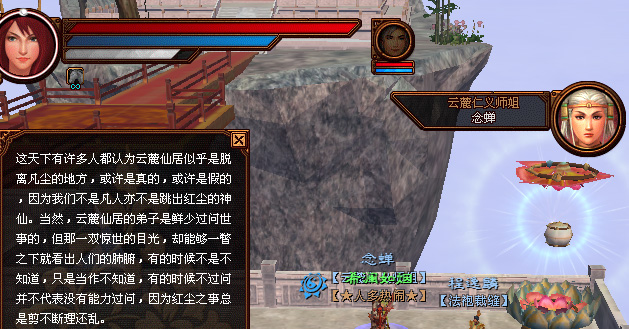 云麓仁义师姐
念蝉
这天下有许多人都认为云麓仙居似乎是脱
离凡尘的地方，或许是真的，或许是假的
，因为我们不是凡人亦不是跳出红尘的神
仙。当然，云麓仙居的弟子是鲜少过问世
事的，但那一双惊世的目光，却能够一瞥
之下就看出人们的肺腑，有的时候不是不
知道，只是当作不知道，有的时候不过问
并不代表没有能力过问，因为红尘之事总
是剪不断理还乱。
念蝉
【★人多热闹★】
【法袍裁缝】